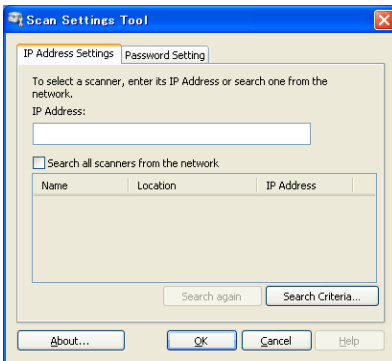 Scan Settings Tool
IP Address Settings Password Setting
To select a scanner, enter its IP Address or search one from the
network.
IP Address:
Search all scanners from the network
Name Location IP Address
Search again Search Criteria...
About... OK Cancel Help